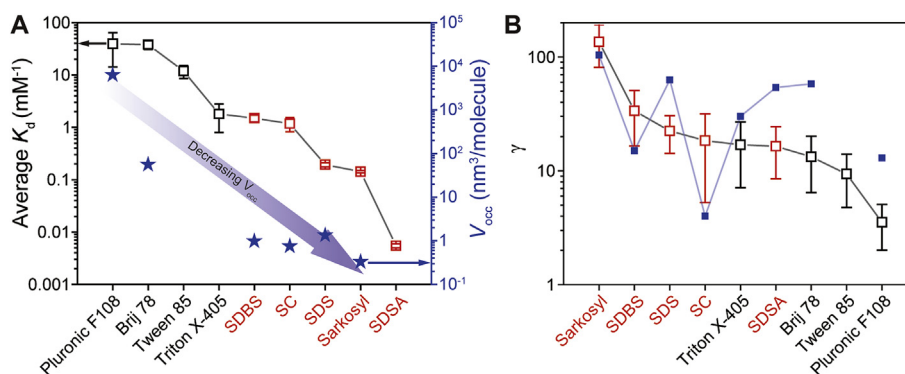 A
B
Average K_d (mM⁻¹)
100
10
1
0.1
0.01
0.001
Decreasing V_occ
10⁵
10⁴
10³
10²
10¹
1
10⁻¹
V_occ (nm³/molecule)
Pluronic F108
Brij 78
Tween 85
Triton X-405
SDBS
SC
SDS
Sarkosyl
SDSA
γ
100
10
1
Sarkosyl
SDBS
SDS
SC
Triton X-405
SDSA
Brij 78
Tween 85
Pluronic F108